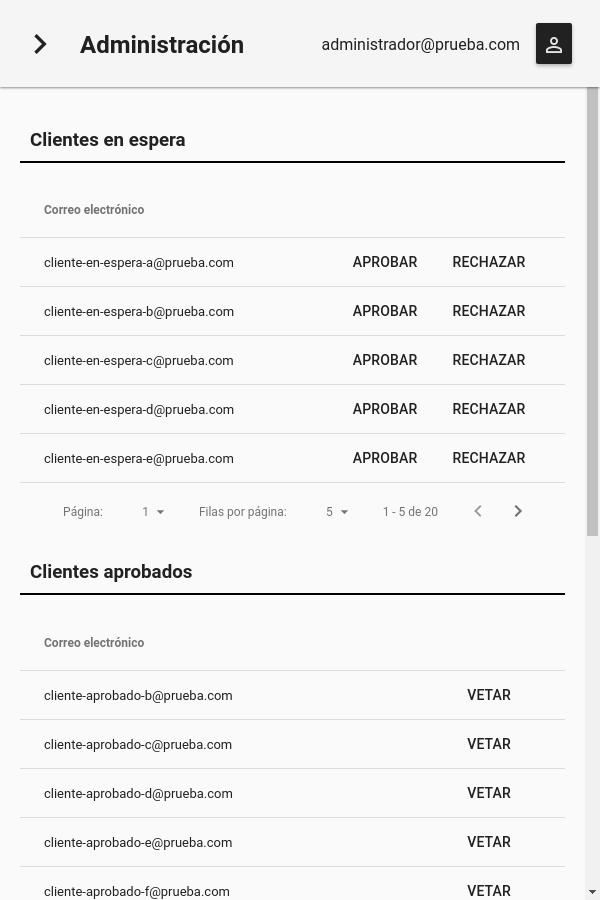 Administración administrador@prueba.com
Clientes en espera
Correo electrónico
cliente-en-espera-a@prueba.com APROBAR RECHAZAR
cliente-en-espera-b@prueba.com APROBAR RECHAZAR
cliente-en-espera-c@prueba.com APROBAR RECHAZAR
cliente-en-espera-d@prueba.com APROBAR RECHAZAR
cliente-en-espera-e@prueba.com APROBAR RECHAZAR
Página: 1 Filas por página: 5 1 - 5 de 20
Clientes aprobados
Correo electrónico
cliente-aprobado-b@prueba.com VETAR
cliente-aprobado-c@prueba.com VETAR
cliente-aprobado-d@prueba.com VETAR
cliente-aprobado-e@prueba.com VETAR
cliente-aprobado-f@prueba.com VETAR